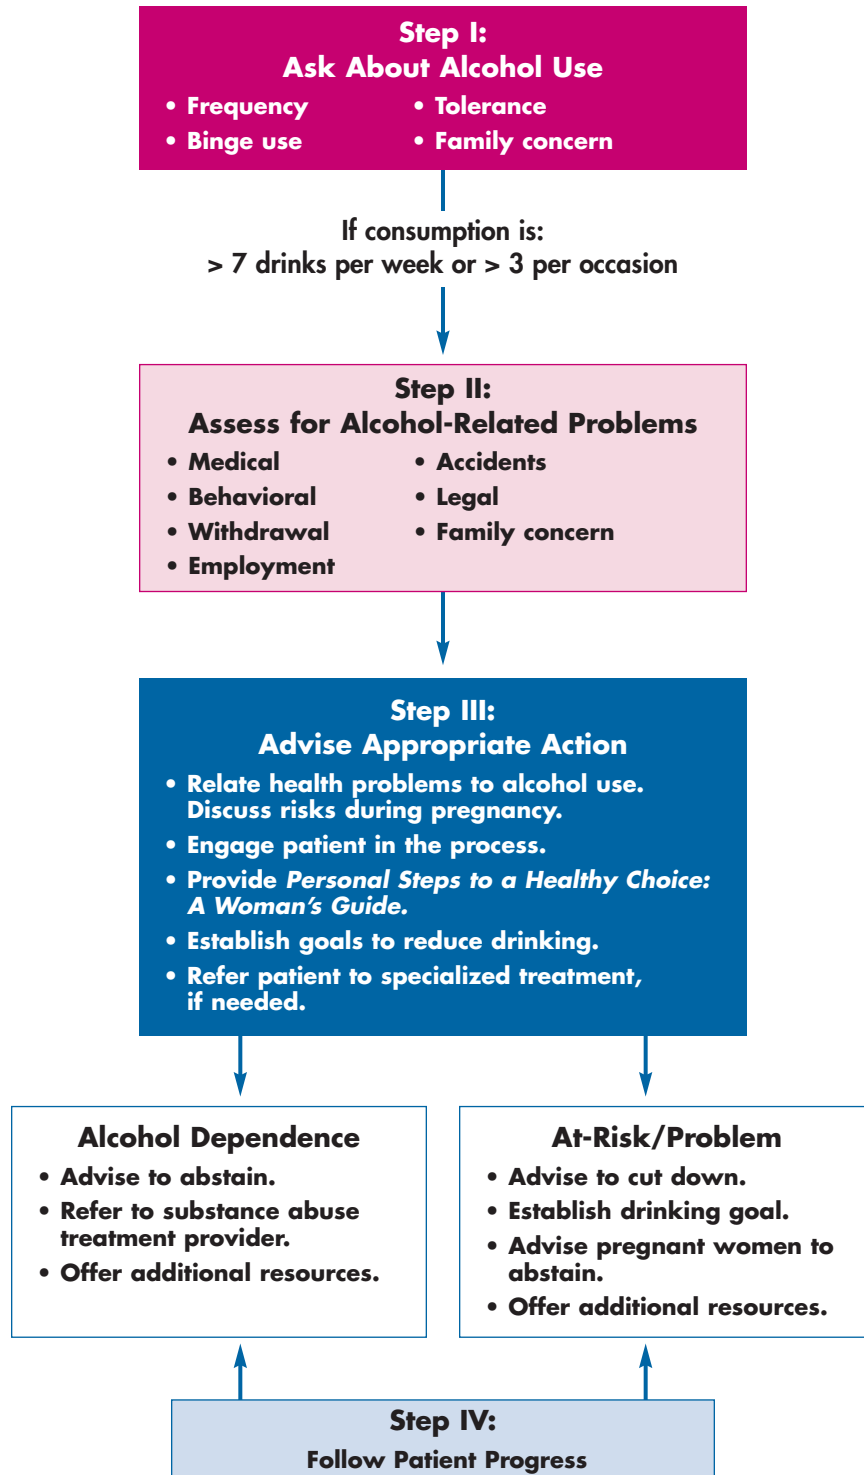 Step I:
Ask About Alcohol Use
• Frequency
• Binge use
• Tolerance
• Family concern
If consumption is:
> 7 drinks per week or > 3 per occasion
Step II:
Assess for Alcohol-Related Problems
• Medical
• Behavioral
• Withdrawal
• Employment
• Accidents
• Legal
• Family concern
Step III:
Advise Appropriate Action
• Relate health problems to alcohol use.
Discuss risks during pregnancy.
• Engage patient in the process.
• Provide Personal Steps to a Healthy Choice:
A Woman’s Guide.
• Establish goals to reduce drinking.
• Refer patient to specialized treatment,
if needed.
Alcohol Dependence
• Advise to abstain.
• Refer to substance abuse
treatment provider.
• Offer additional resources.
At-Risk/Problem
• Advise to cut down.
• Establish drinking goal.
• Advise pregnant women to
abstain.
• Offer additional resources.
Step IV:
Follow Patient Progress